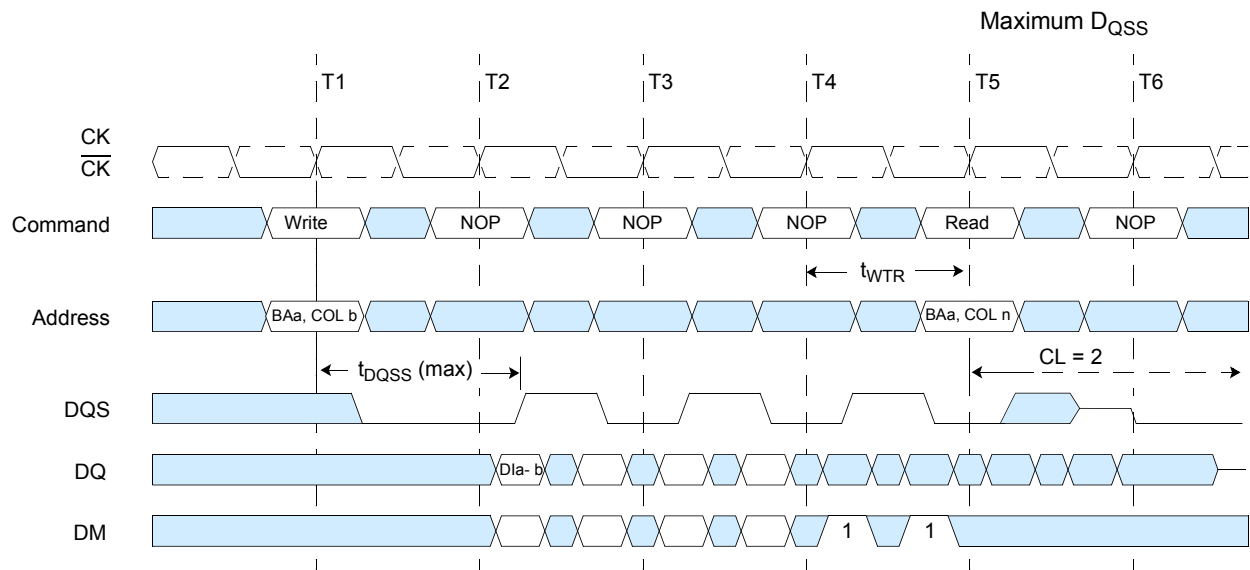 Maximum DQSS
T1 T2 T3 T4 T5 T6
CK
CK
Command Write NOP NOP NOP Read NOP
tWTR
Address BAa, COL b BAa, COL n
tDQSS (max) CL = 2
DQS
DQ DIa- b
DM 1 1